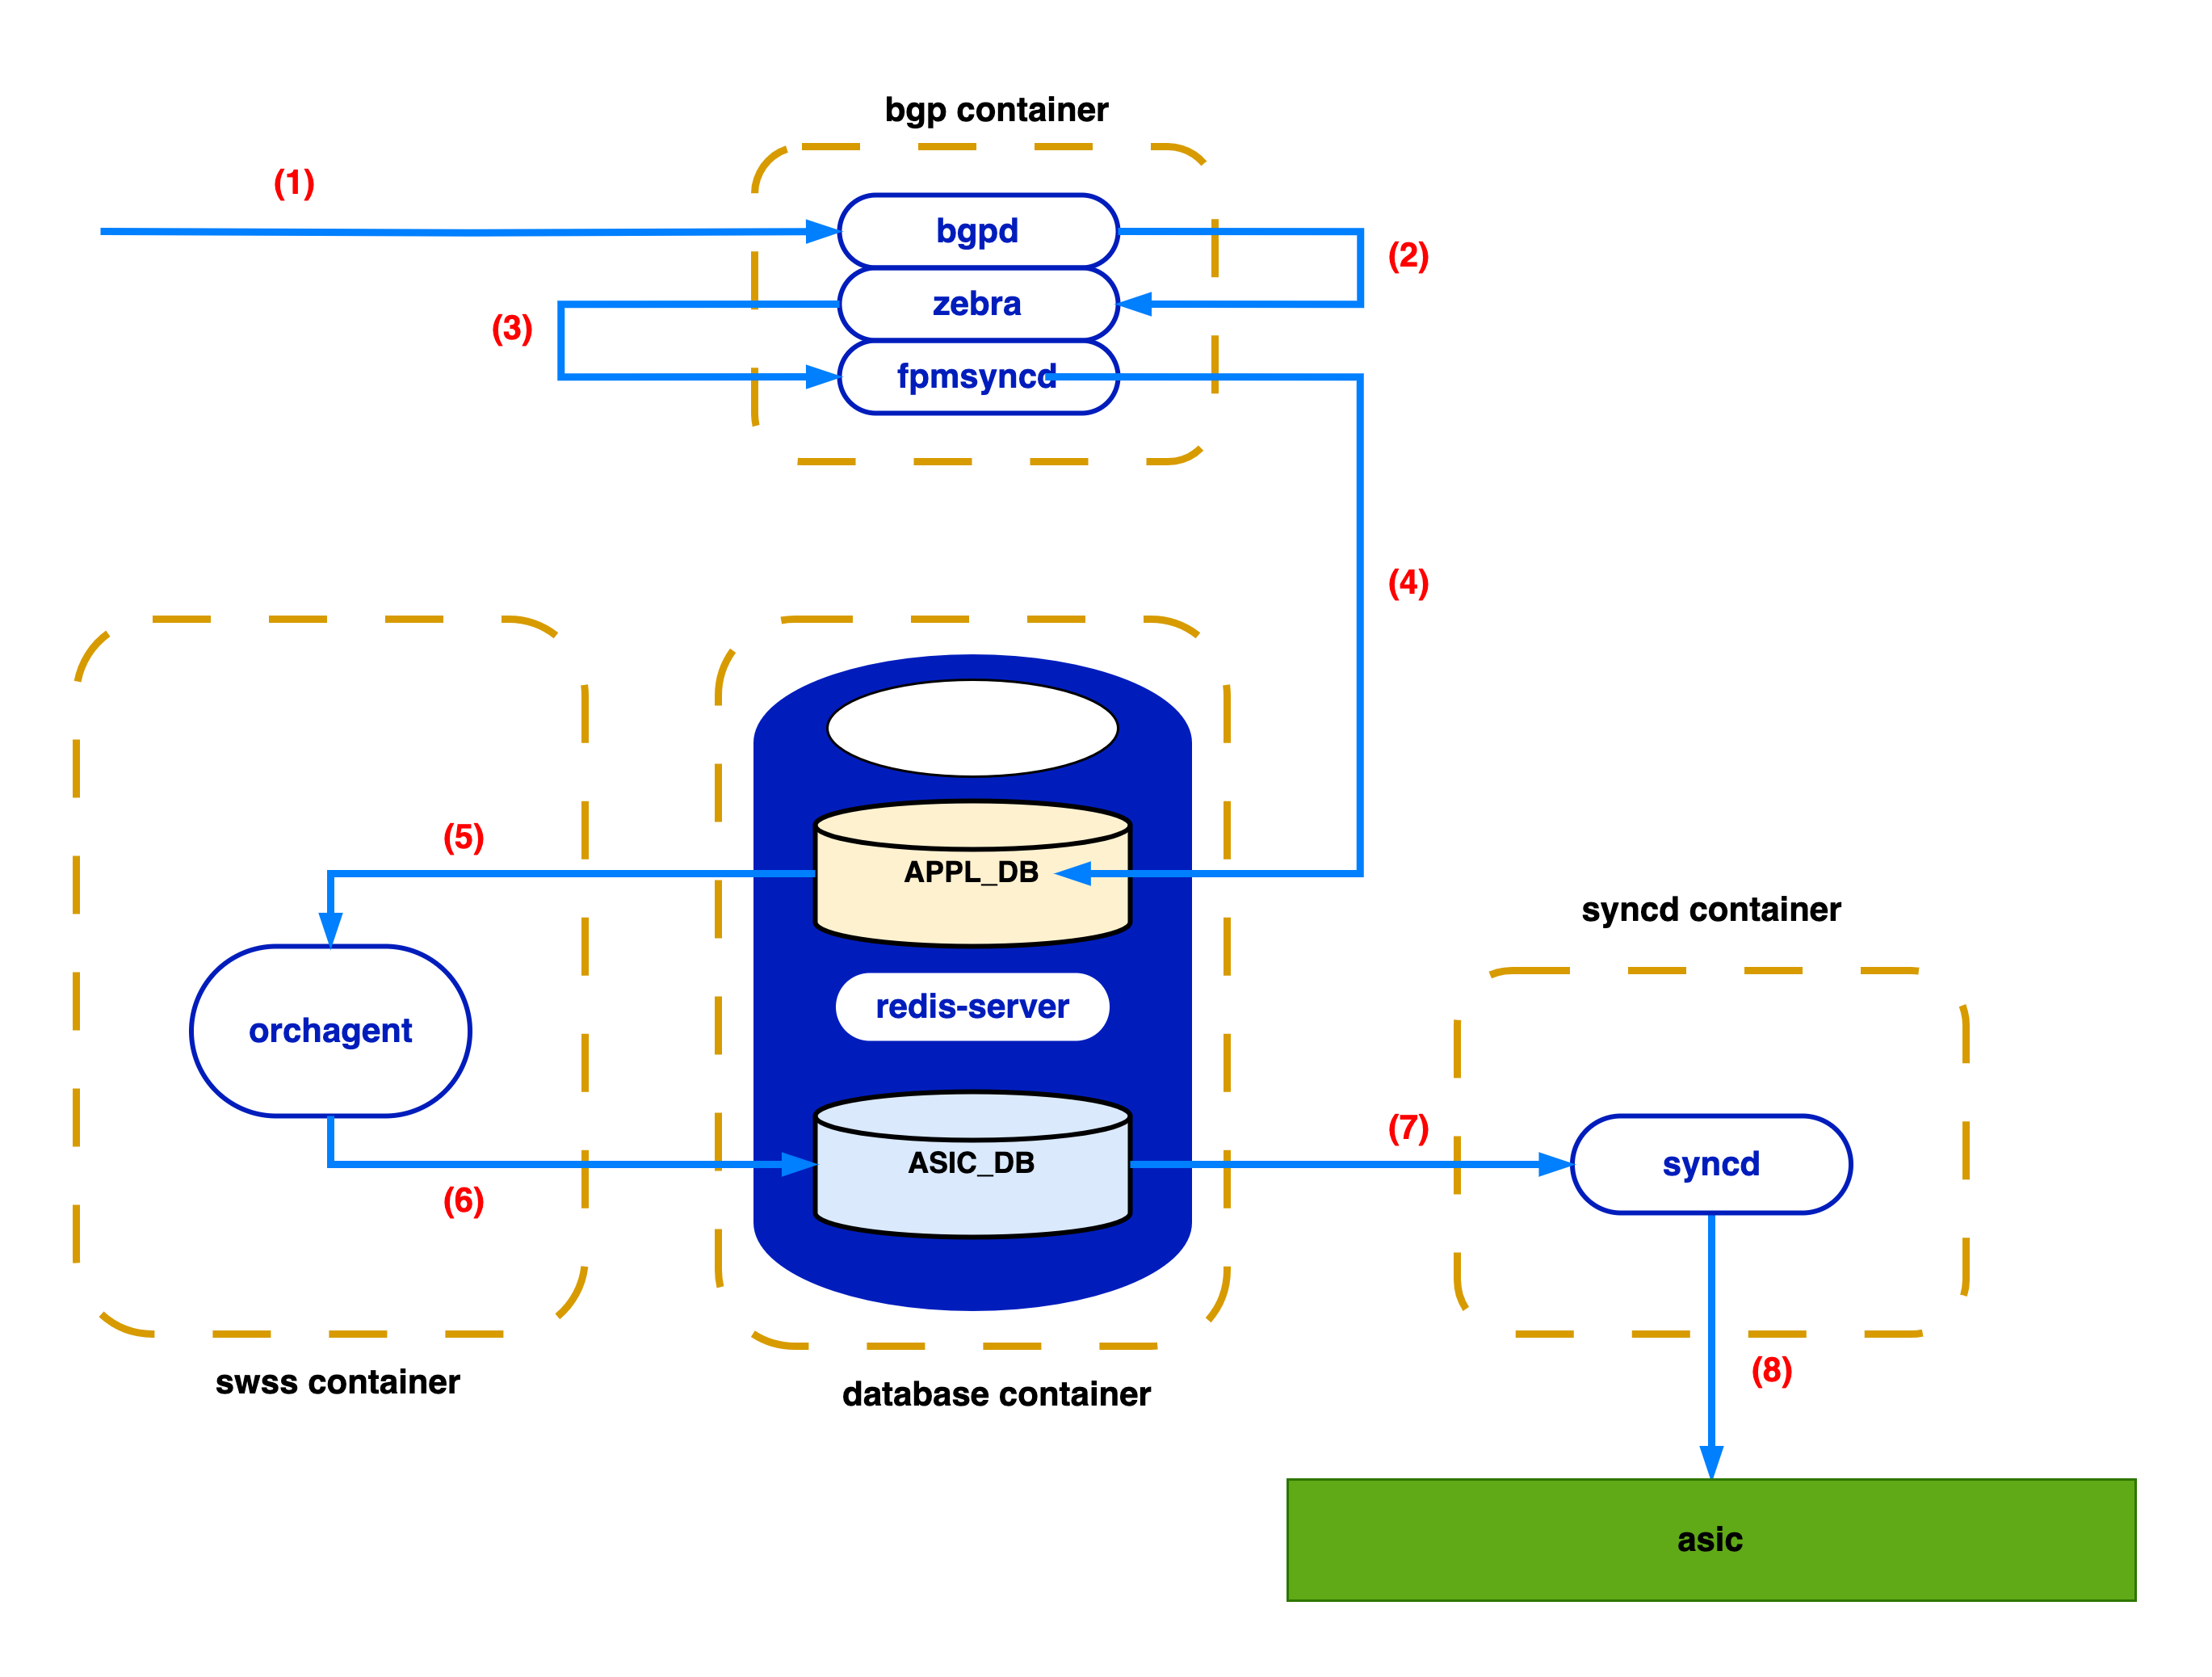 bgp container
(1)
bgpd
(2)
zebra
(3)
fpmsyncd
(4)
(5)
APPL_DB
syncd container
redis-server
orchagent
(7)
ASIC_DB
syncd
(6)
swss container
database container
(8)
asic